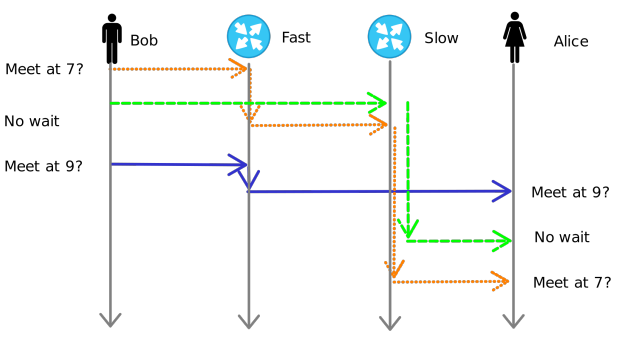 Bob
Fast
Slow
Alice
Meet at 7?
No wait
Meet at 9?
Meet at 9?
No wait
Meet at 7?